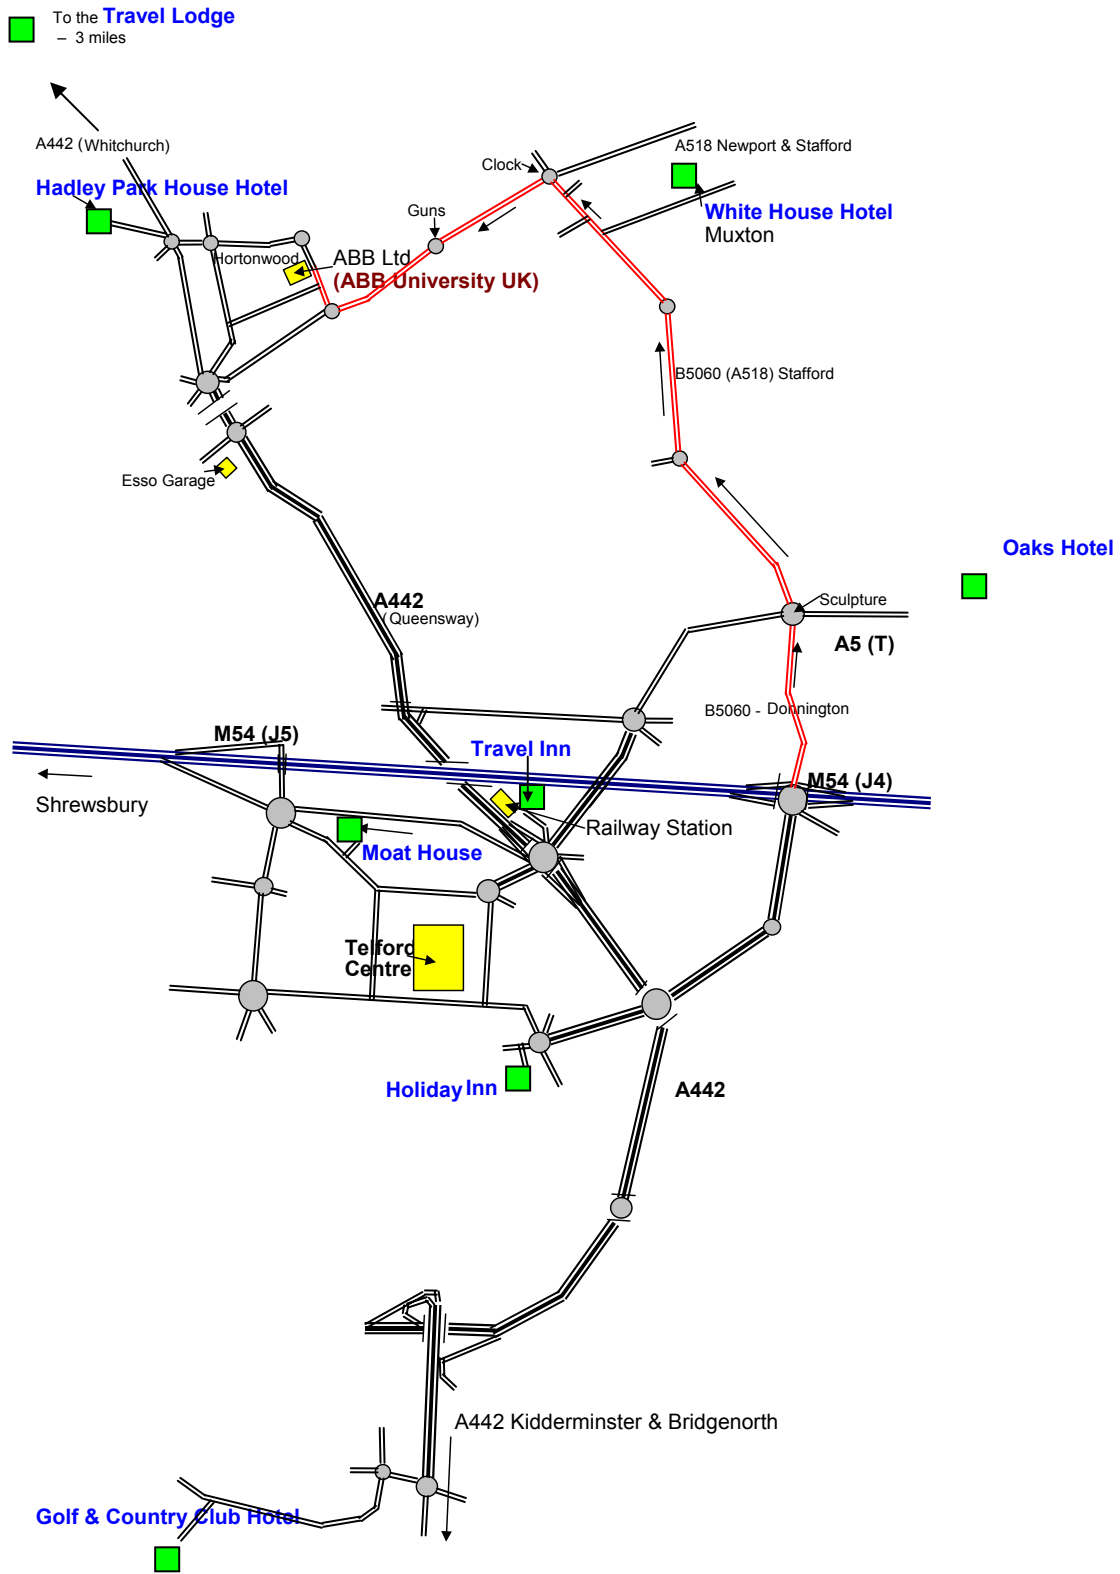 To the Travel Lodge
– 3 miles
A442 (Whitchurch)
A518 Newport & Stafford
Clock
Hadley Park House Hotel
Guns
White House Hotel
Muxton
Hortonwood
ABB Ltd
(ABB University UK)
B5060 (A518) Stafford
Esso Garage
Oaks Hotel
A442
(Queensway)
Sculpture
A5 (T)
B5060 - Donnington
M54 (J5)
Travel Inn
M54 (J4)
Shrewsbury
Railway Station
Moat House
Telford
Centre
Holiday Inn
A442
A442 Kidderminster & Bridgenorth
Golf & Country Club Hotel